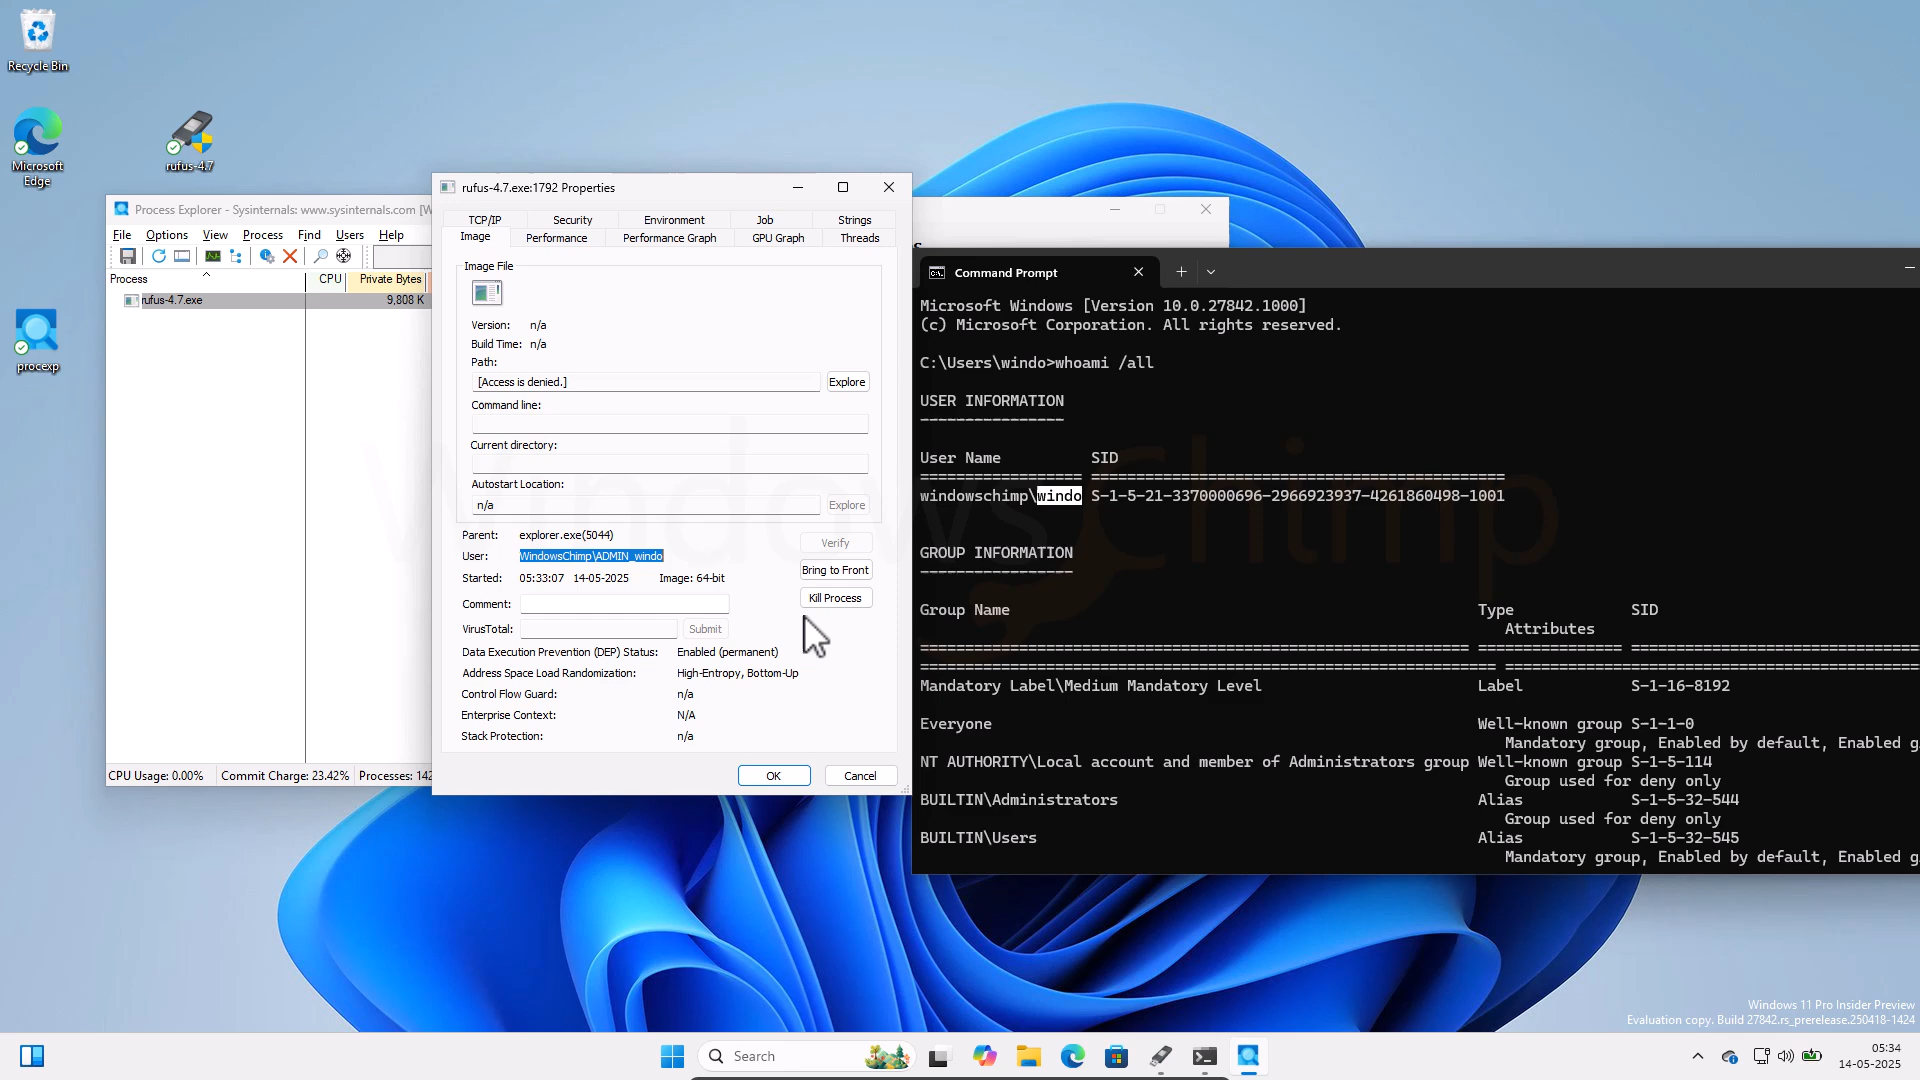 Recycle Bin
Microsoft
Edge
rufus-4.7
procexp
Process Explorer - Sysinternals: www.sysinternals.com [W
File Options View Process Find Users Help
Process CPU Private Bytes
rufus-4.7.exe 9,808 K
CPU Usage: 0.00% Commit Charge: 23.42% Processes: 142
rufus-4.7.exe:1792 Properties
TCP/IP Security Environment Job Strings
Image Performance Performance Graph GPU Graph Threads
Image File
Version: n/a
Build Time: n/a
Path:
[Access is denied.] Explore
Command line:
Current directory:
Autostart Location:
n/a Explore
Parent: explorer.exe(5044)
Verify
User: WindowsChimp\ADMIN_windo
Bring to Front
Started: 05:33:07 14-05-2025 Image: 64-bit
Kill Process
Comment:
VirusTotal: Submit
Data Execution Prevention (DEP) Status: Enabled (permanent)
Address Space Load Randomization: High-Entropy, Bottom-Up
Control Flow Guard: n/a
Enterprise Context: N/A
Stack Protection: n/a
OK Cancel
Command Prompt
Microsoft Windows [Version 10.0.27842.1000]
(c) Microsoft Corporation. All rights reserved.
C:\Users\windo>whoami /all
USER INFORMATION
----------------
User Name SID
================== ==============================================
windowschimp\windo S-1-5-21-3370000696-2966923937-4261860498-1001
GROUP INFORMATION
-----------------
Group Name Type SID
Attributes
Mandatory Label\Medium Mandatory Level Label S-1-16-8192
Everyone Well-known group S-1-1-0
Mandatory group, Enabled by default, Enabled g
NT AUTHORITY\Local account and member of Administrators group Well-known group S-1-5-114
Group used for deny only
BUILTIN\Administrators Alias S-1-5-32-544
Group used for deny only
BUILTIN\Users Alias S-1-5-32-545
Mandatory group, Enabled by default, Enabled g
WindowsChimp
Windows 11 Pro Insider Preview
Evaluation copy. Build 27842.rs_prerelease.250418-1424
Search
05:34
14-05-2025